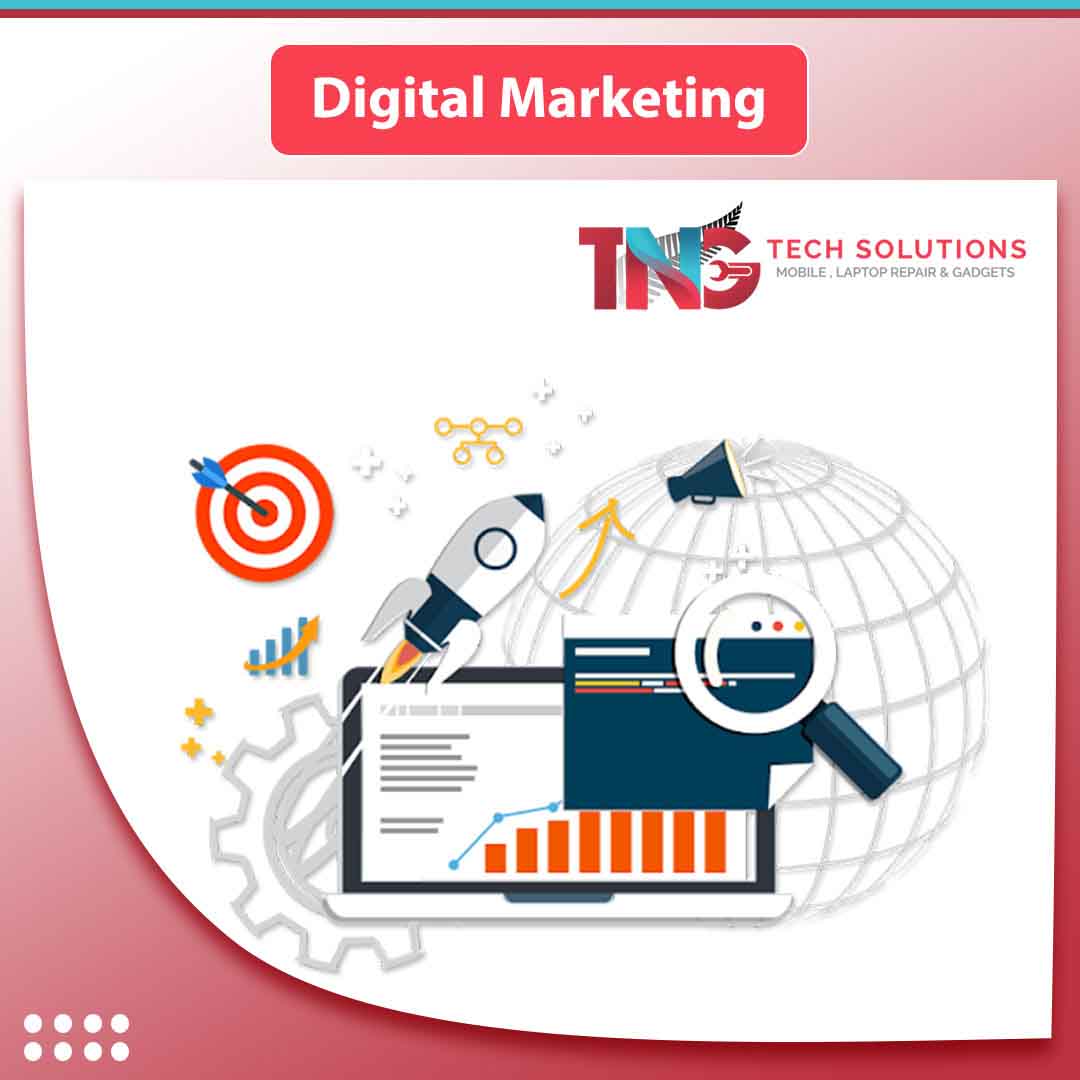 Digital Marketing
TNG
TECH SOLUTIONS
MOBILE , LAPTOP REPAIR & GADGETS